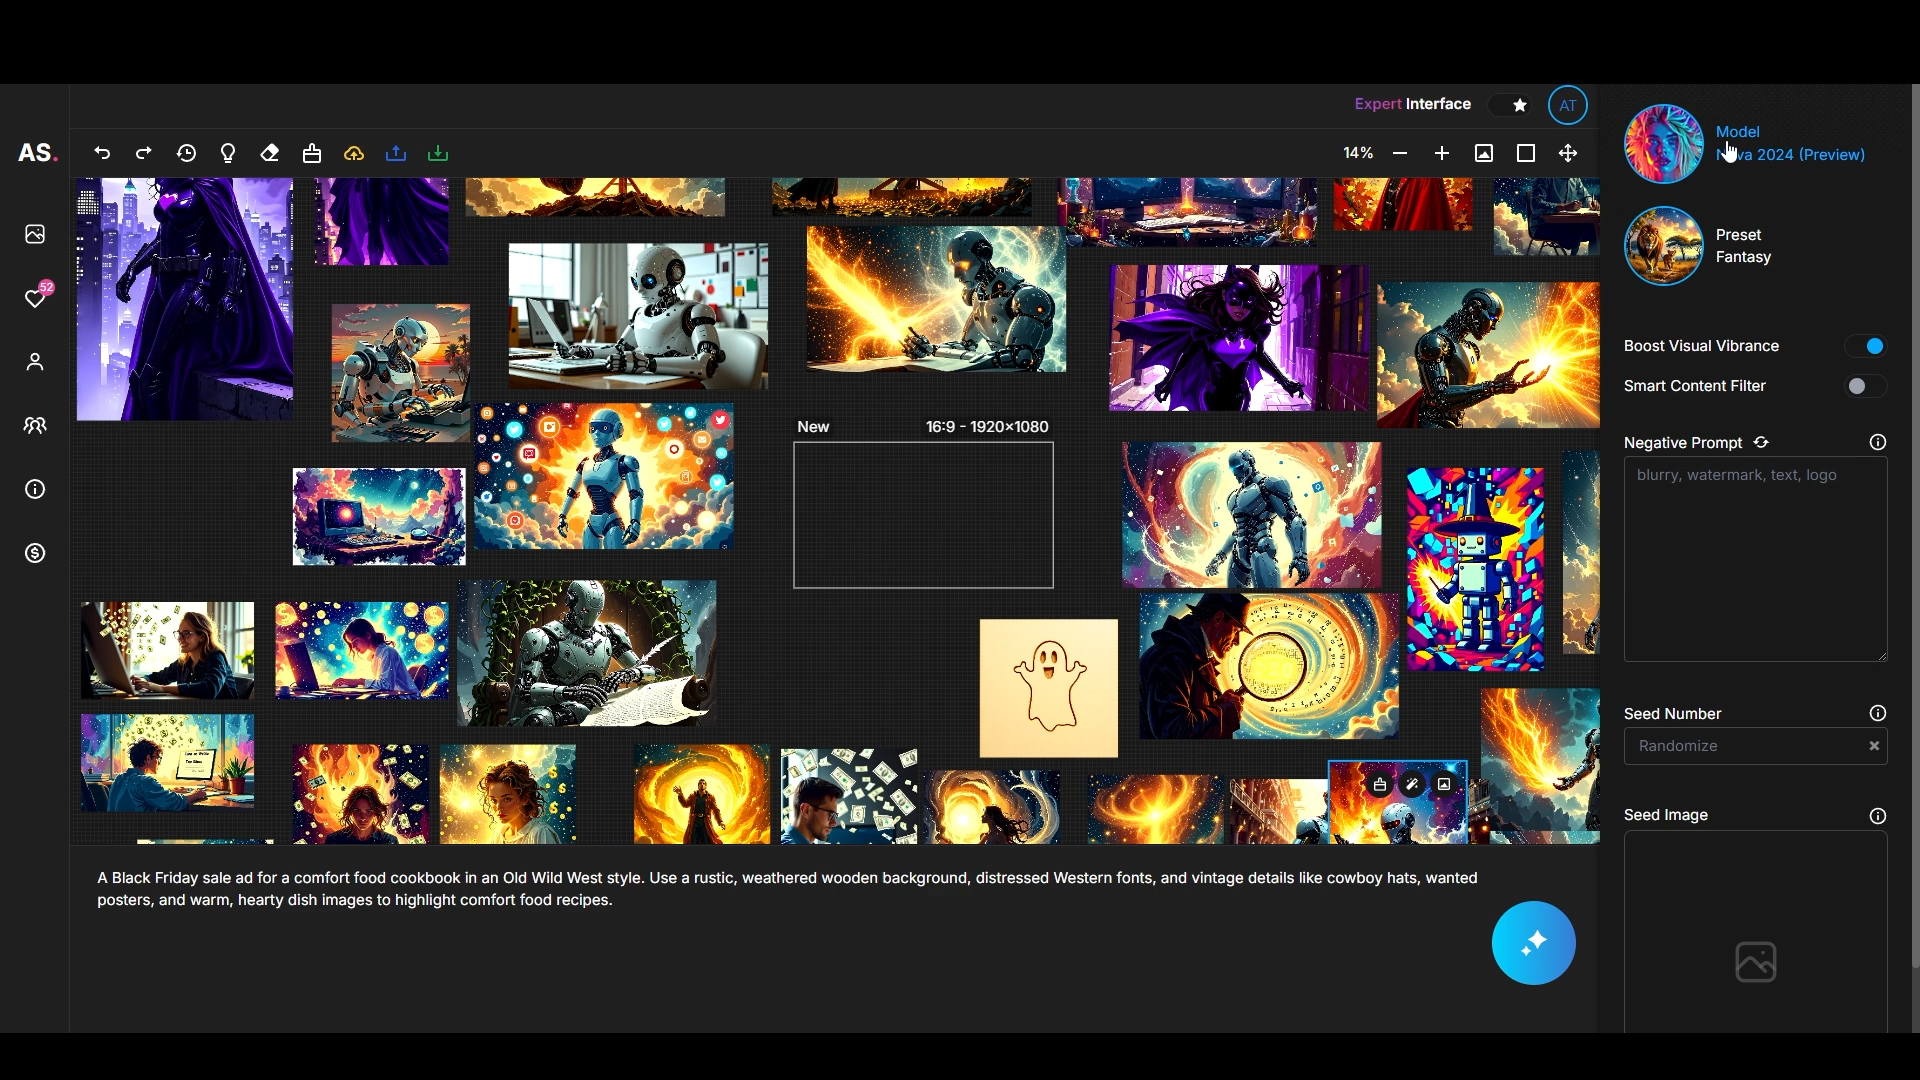 Expert Interface
AT
AS.
14%
Model
Nova 2024 (Preview)
Preset
Fantasy
52
Boost Visual Vibrance
Smart Content Filter
New
16:9 - 1920×1080
Negative Prompt
blurry, watermark, text, logo
Seed Number
Randomize
Seed Image
A Black Friday sale ad for a comfort food cookbook in an Old Wild West style. Use a rustic, weathered wooden background, distressed Western fonts, and vintage details like cowboy hats, wanted
posters, and warm, hearty dish images to highlight comfort food recipes.